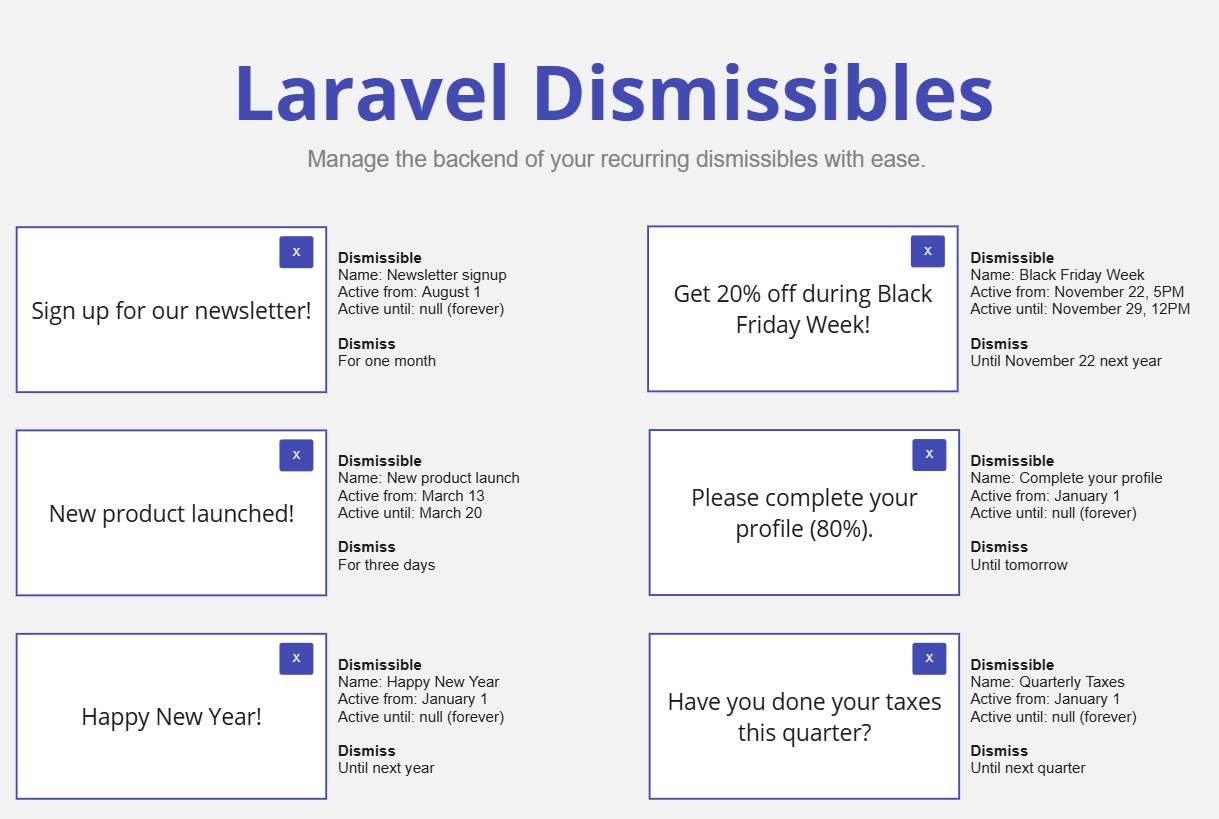 Laravel Dismissibles
Manage the backend of your recurring dismissibles with ease.
x
Sign up for our newsletter!
Dismissible
Name: Newsletter signup
Active from: August 1
Active until: null (forever)
Dismiss
For one month
x
Get 20% off during Black
Friday Week!
Dismissible
Name: Black Friday Week
Active from: November 22, 5PM
Active until: November 29, 12PM
Dismiss
Until November 22 next year
x
New product launched!
Dismissible
Name: New product launch
Active from: March 13
Active until: March 20
Dismiss
For three days
x
Please complete your
profile (80%).
Dismissible
Name: Complete your profile
Active from: January 1
Active until: null (forever)
Dismiss
Until tomorrow
x
Happy New Year!
Dismissible
Name: Happy New Year
Active from: January 1
Active until: null (forever)
Dismiss
Until next year
x
Have you done your taxes
this quarter?
Dismissible
Name: Quarterly Taxes
Active from: January 1
Active until: null (forever)
Dismiss
Until next quarter